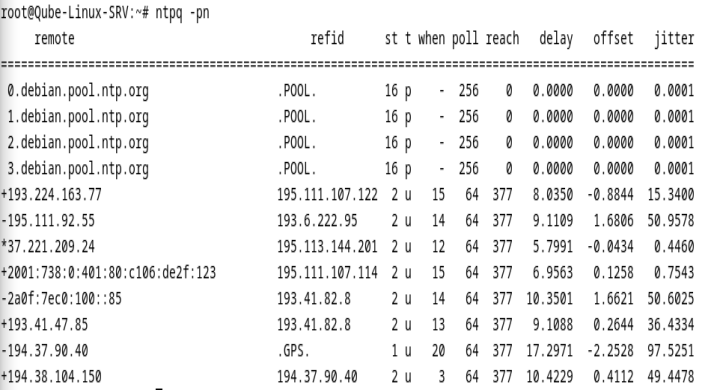 root@Qube-Linux-SRV:~# ntpq -pn
remote refid st t when poll reach delay offset jitter
==============================================================================
0.debian.pool.ntp.org .POOL. 16 p - 256 0 0.0000 0.0000 0.0001
1.debian.pool.ntp.org .POOL. 16 p - 256 0 0.0000 0.0000 0.0001
2.debian.pool.ntp.org .POOL. 16 p - 256 0 0.0000 0.0000 0.0001
3.debian.pool.ntp.org .POOL. 16 p - 256 0 0.0000 0.0000 0.0001
+193.224.163.77 195.111.107.122 2 u 15 64 377 8.0350 -0.8844 15.3400
-195.111.92.55 193.6.222.95 2 u 14 64 377 9.1109 1.6806 50.9578
*37.221.209.24 195.113.144.201 2 u 12 64 377 5.7991 -0.0434 0.4460
+2001:738:0:401:80:c106:de2f:123 195.111.107.114 2 u 15 64 377 6.9563 0.1258 0.7543
-2a0f:7ec0:100::85 193.41.82.8 2 u 14 64 377 10.3501 1.6621 50.6025
+193.41.47.85 193.41.82.8 2 u 13 64 377 9.1088 0.2644 36.4334
-194.37.90.40 .GPS. 1 u 20 64 377 17.2971 -2.2528 97.5251
+194.38.104.150 194.37.90.40 2 u 3 64 377 10.4229 0.4112 49.4478